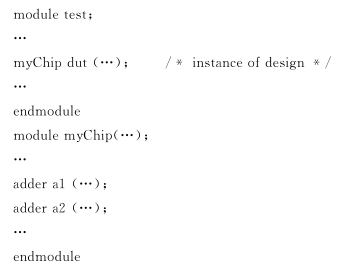 module test;
…
myChip dut (…);    /* instance of design */
…
endmodule
module myChip(…);
…
adder a1 (…);
adder a2 (…);
…
endmodule